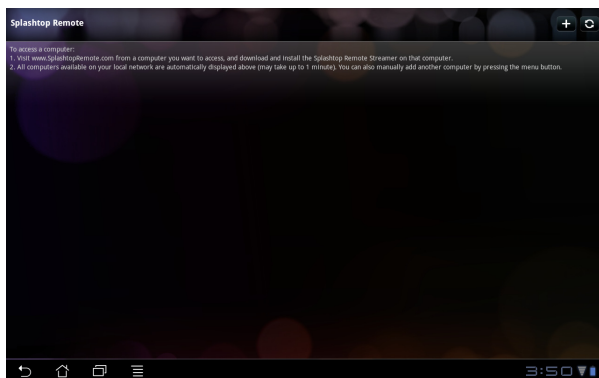 Splashtop Remote
To access a computer:
1. Visit www.SplashtopRemote.com from a computer you want to access, and download and install the Splashtop Remote Streamer on that computer.
2. All computers available on your local network are automatically displayed above (may take up to 1 minute). You can also manually add another computer by pressing the menu button.
3:50